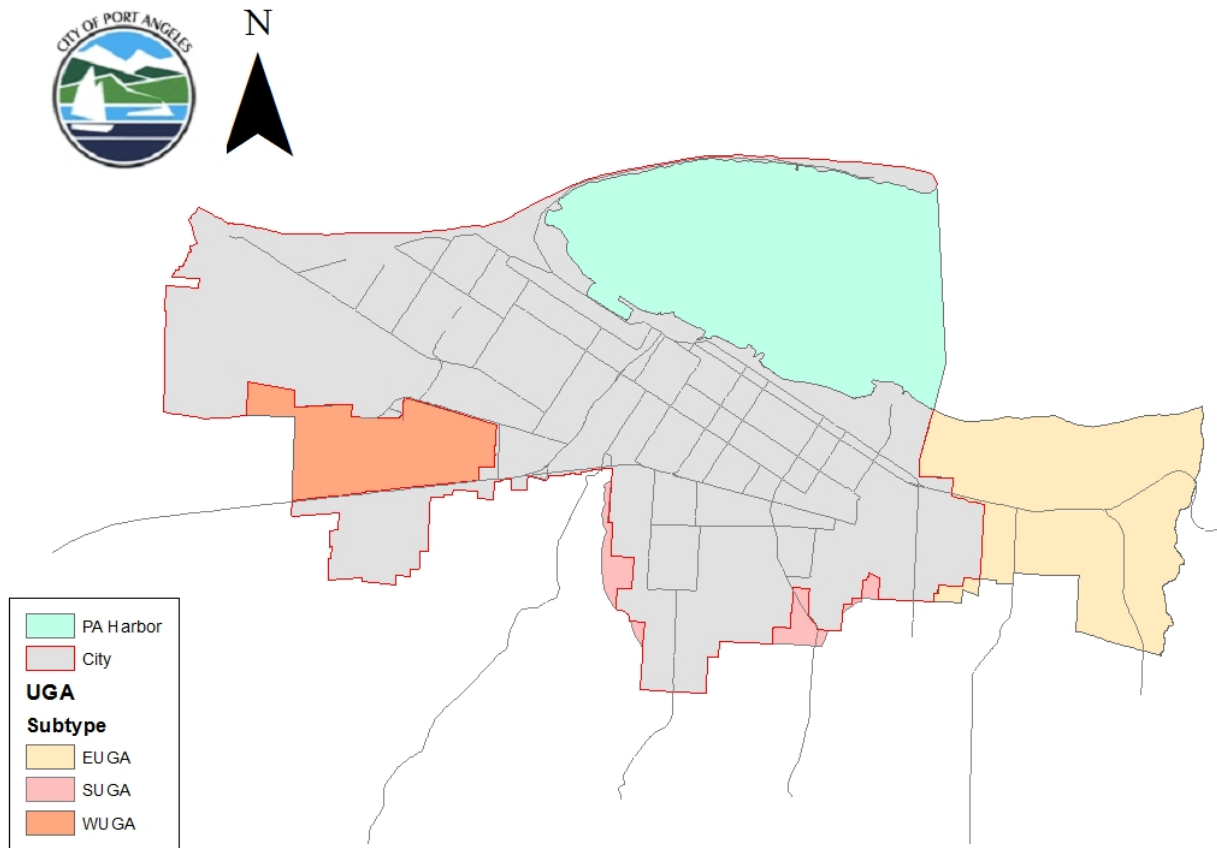 CITY OF PORT ANGELES
N
PA Harbor
City
UGA
Subtype
EUGA
SUGA
WUGA